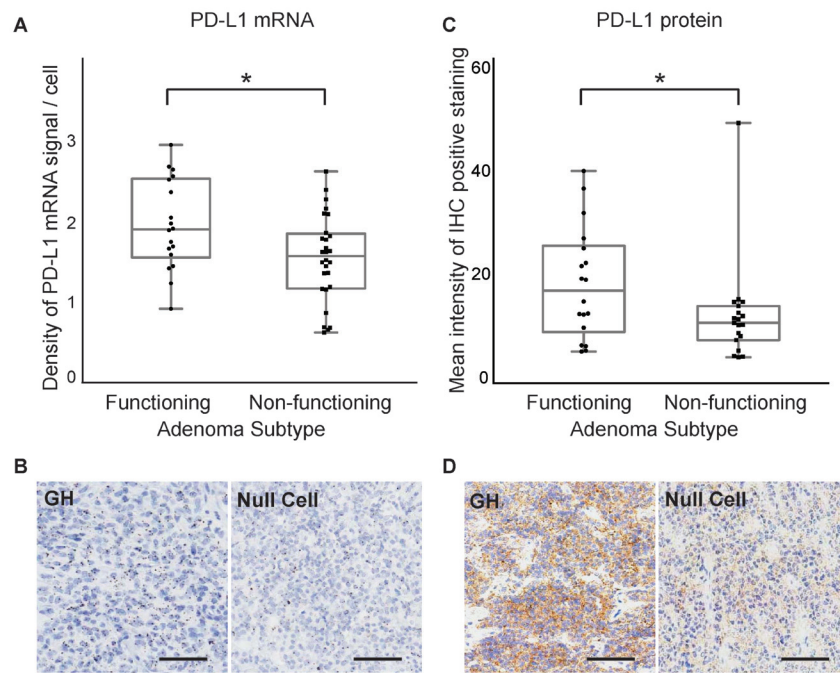 A
PD-L1 mRNA
*
3
2
1
0
Density of PD-L1 mRNA signal / cell
Functioning
Non-functioning
Adenoma Subtype
C
PD-L1 protein
*
60
40
20
0
Mean intensity of IHC positive staining
Functioning
Non-functioning
Adenoma Subtype
B
GH
Null Cell
D
GH
Null Cell